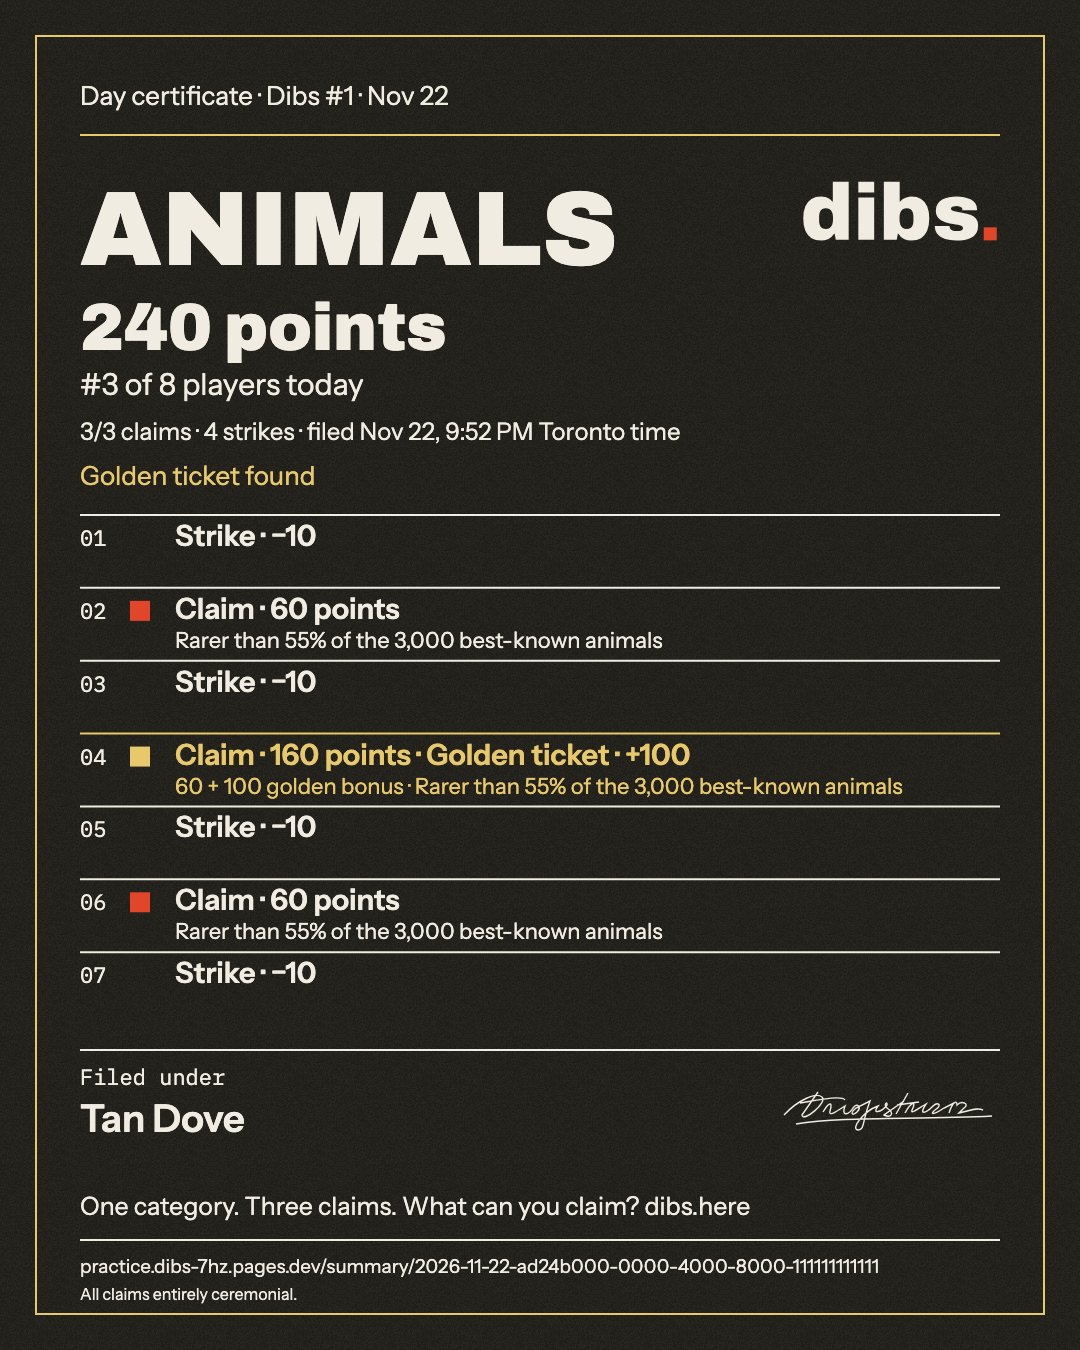 Day certificate · Dibs #1 · Nov 22
ANIMALS
dibs.
240 points
#3 of 8 players today
3/3 claims · 4 strikes · filed Nov 22, 9:52 PM Toronto time
Golden ticket found
01 Strike · −10
02 Claim · 60 points
Rarer than 55% of the 3,000 best-known animals
03 Strike · −10
04 Claim · 160 points · Golden ticket · +100
60 + 100 golden bonus · Rarer than 55% of the 3,000 best-known animals
05 Strike · −10
06 Claim · 60 points
Rarer than 55% of the 3,000 best-known animals
07 Strike · −10
Filed under
Tan Dove
One category. Three claims. What can you claim? dibs.here
practice.dibs-7hz.pages.dev/summary/2026-11-22-ad24b000-0000-4000-8000-111111111111
All claims entirely ceremonial.